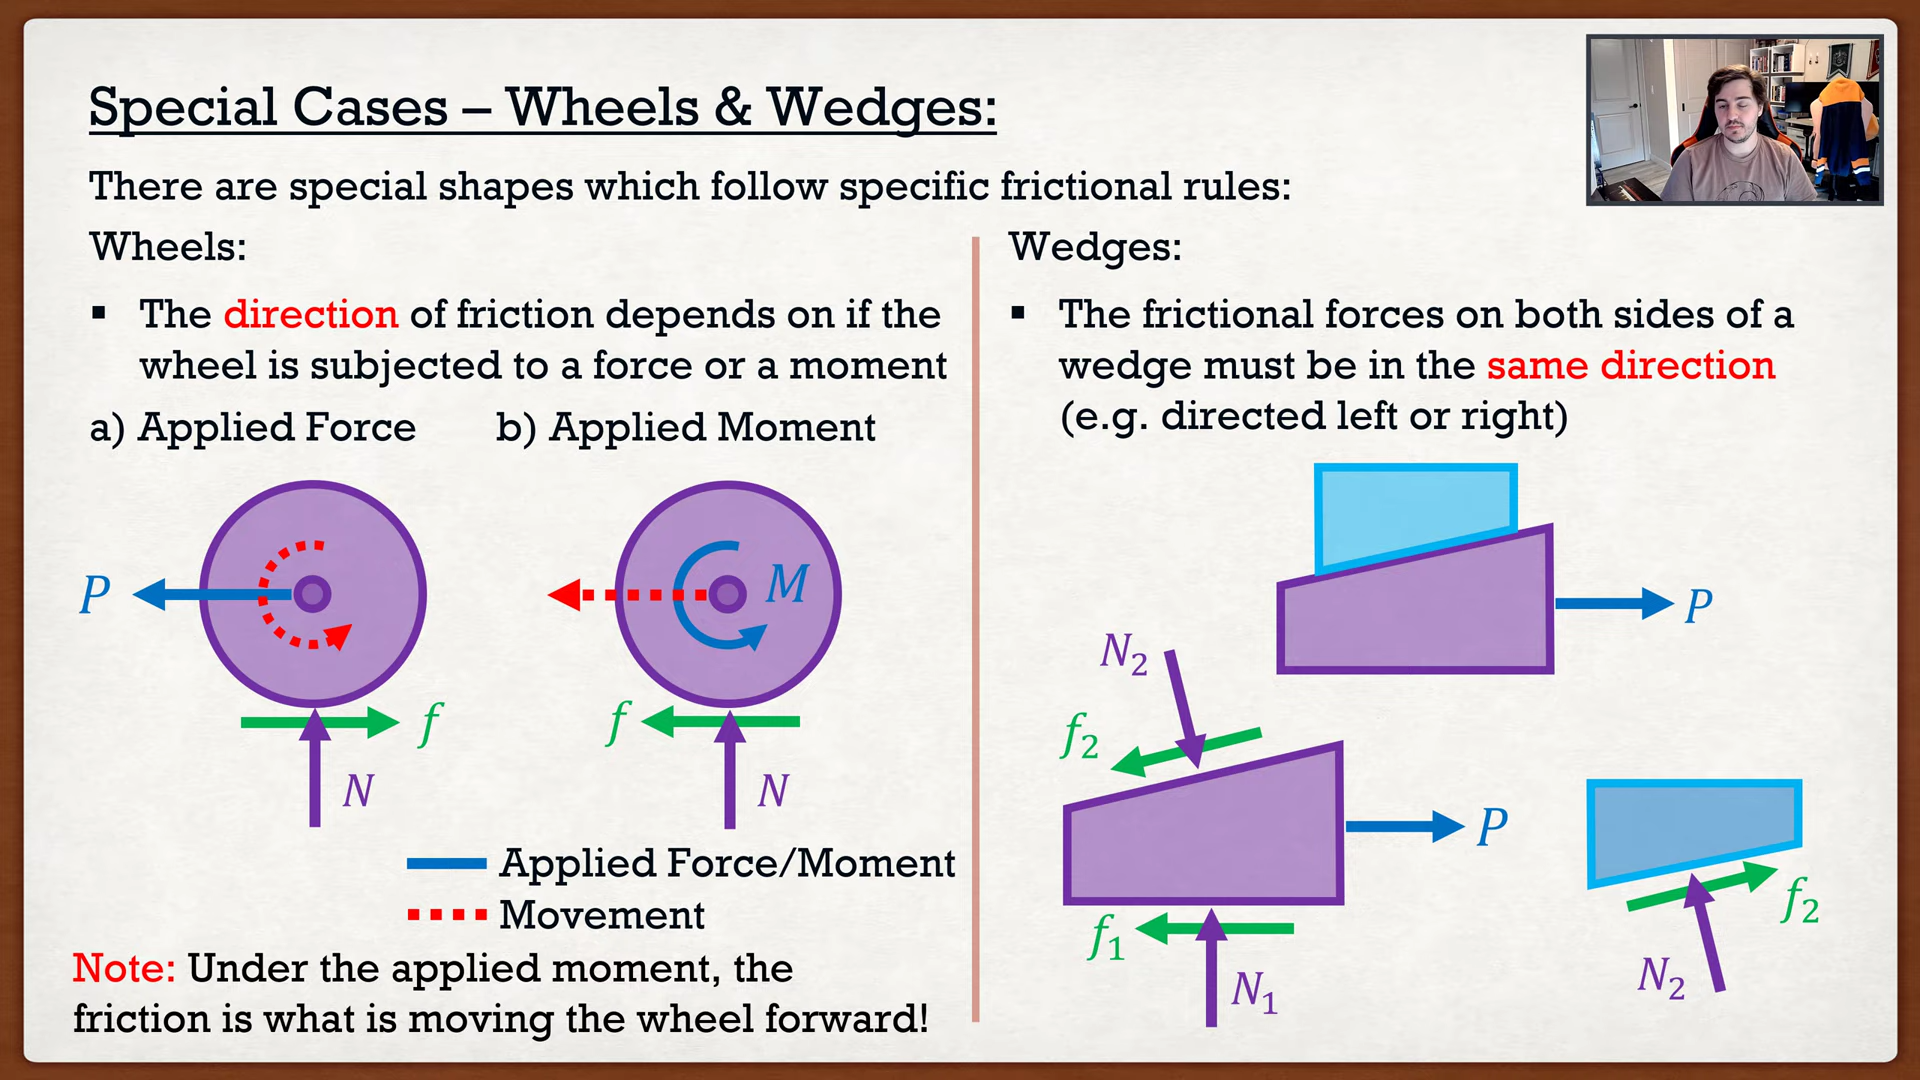 Special Cases – Wheels & Wedges:
There are special shapes which follow specific frictional rules:
Wheels:
▪ The direction of friction depends on if the
wheel is subjected to a force or a moment
a) Applied Force
b) Applied Moment
P
f
N
M
f
N
Applied Force/Moment
Movement
Note: Under the applied moment, the
friction is what is moving the wheel forward!
Wedges:
▪ The frictional forces on both sides of a
wedge must be in the same direction
(e.g. directed left or right)
P
N₂
f₂
P
f₁
N₁
f₂
N₂